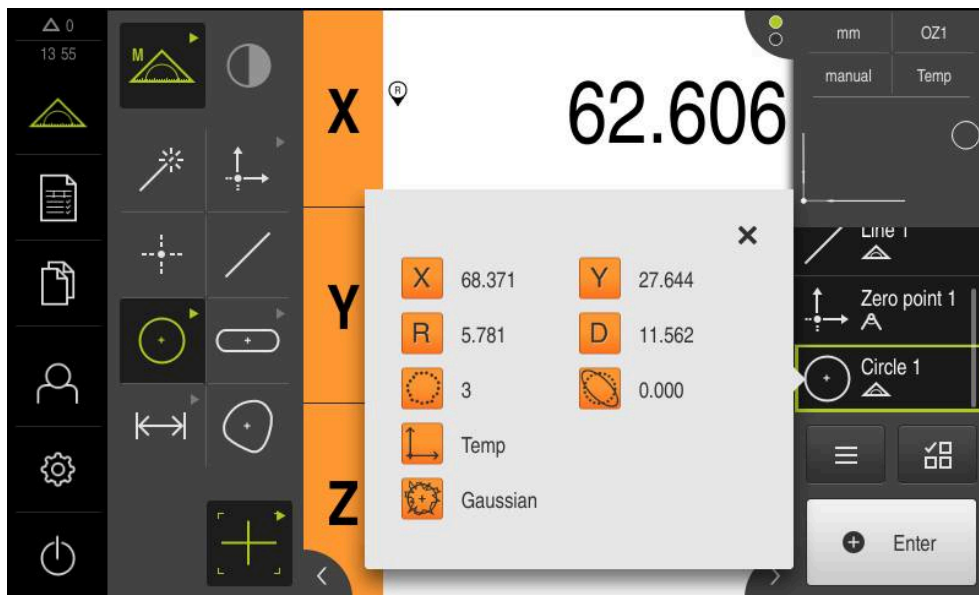 0
13 55
M
X
R
62.606
mm
OZ1
manual
Temp
Y
Z
X
68.371
Y
27.644
R
5.781
D
11.562
3
0.000
Temp
Gaussian
Line 1
Zero point 1
Circle 1
Enter